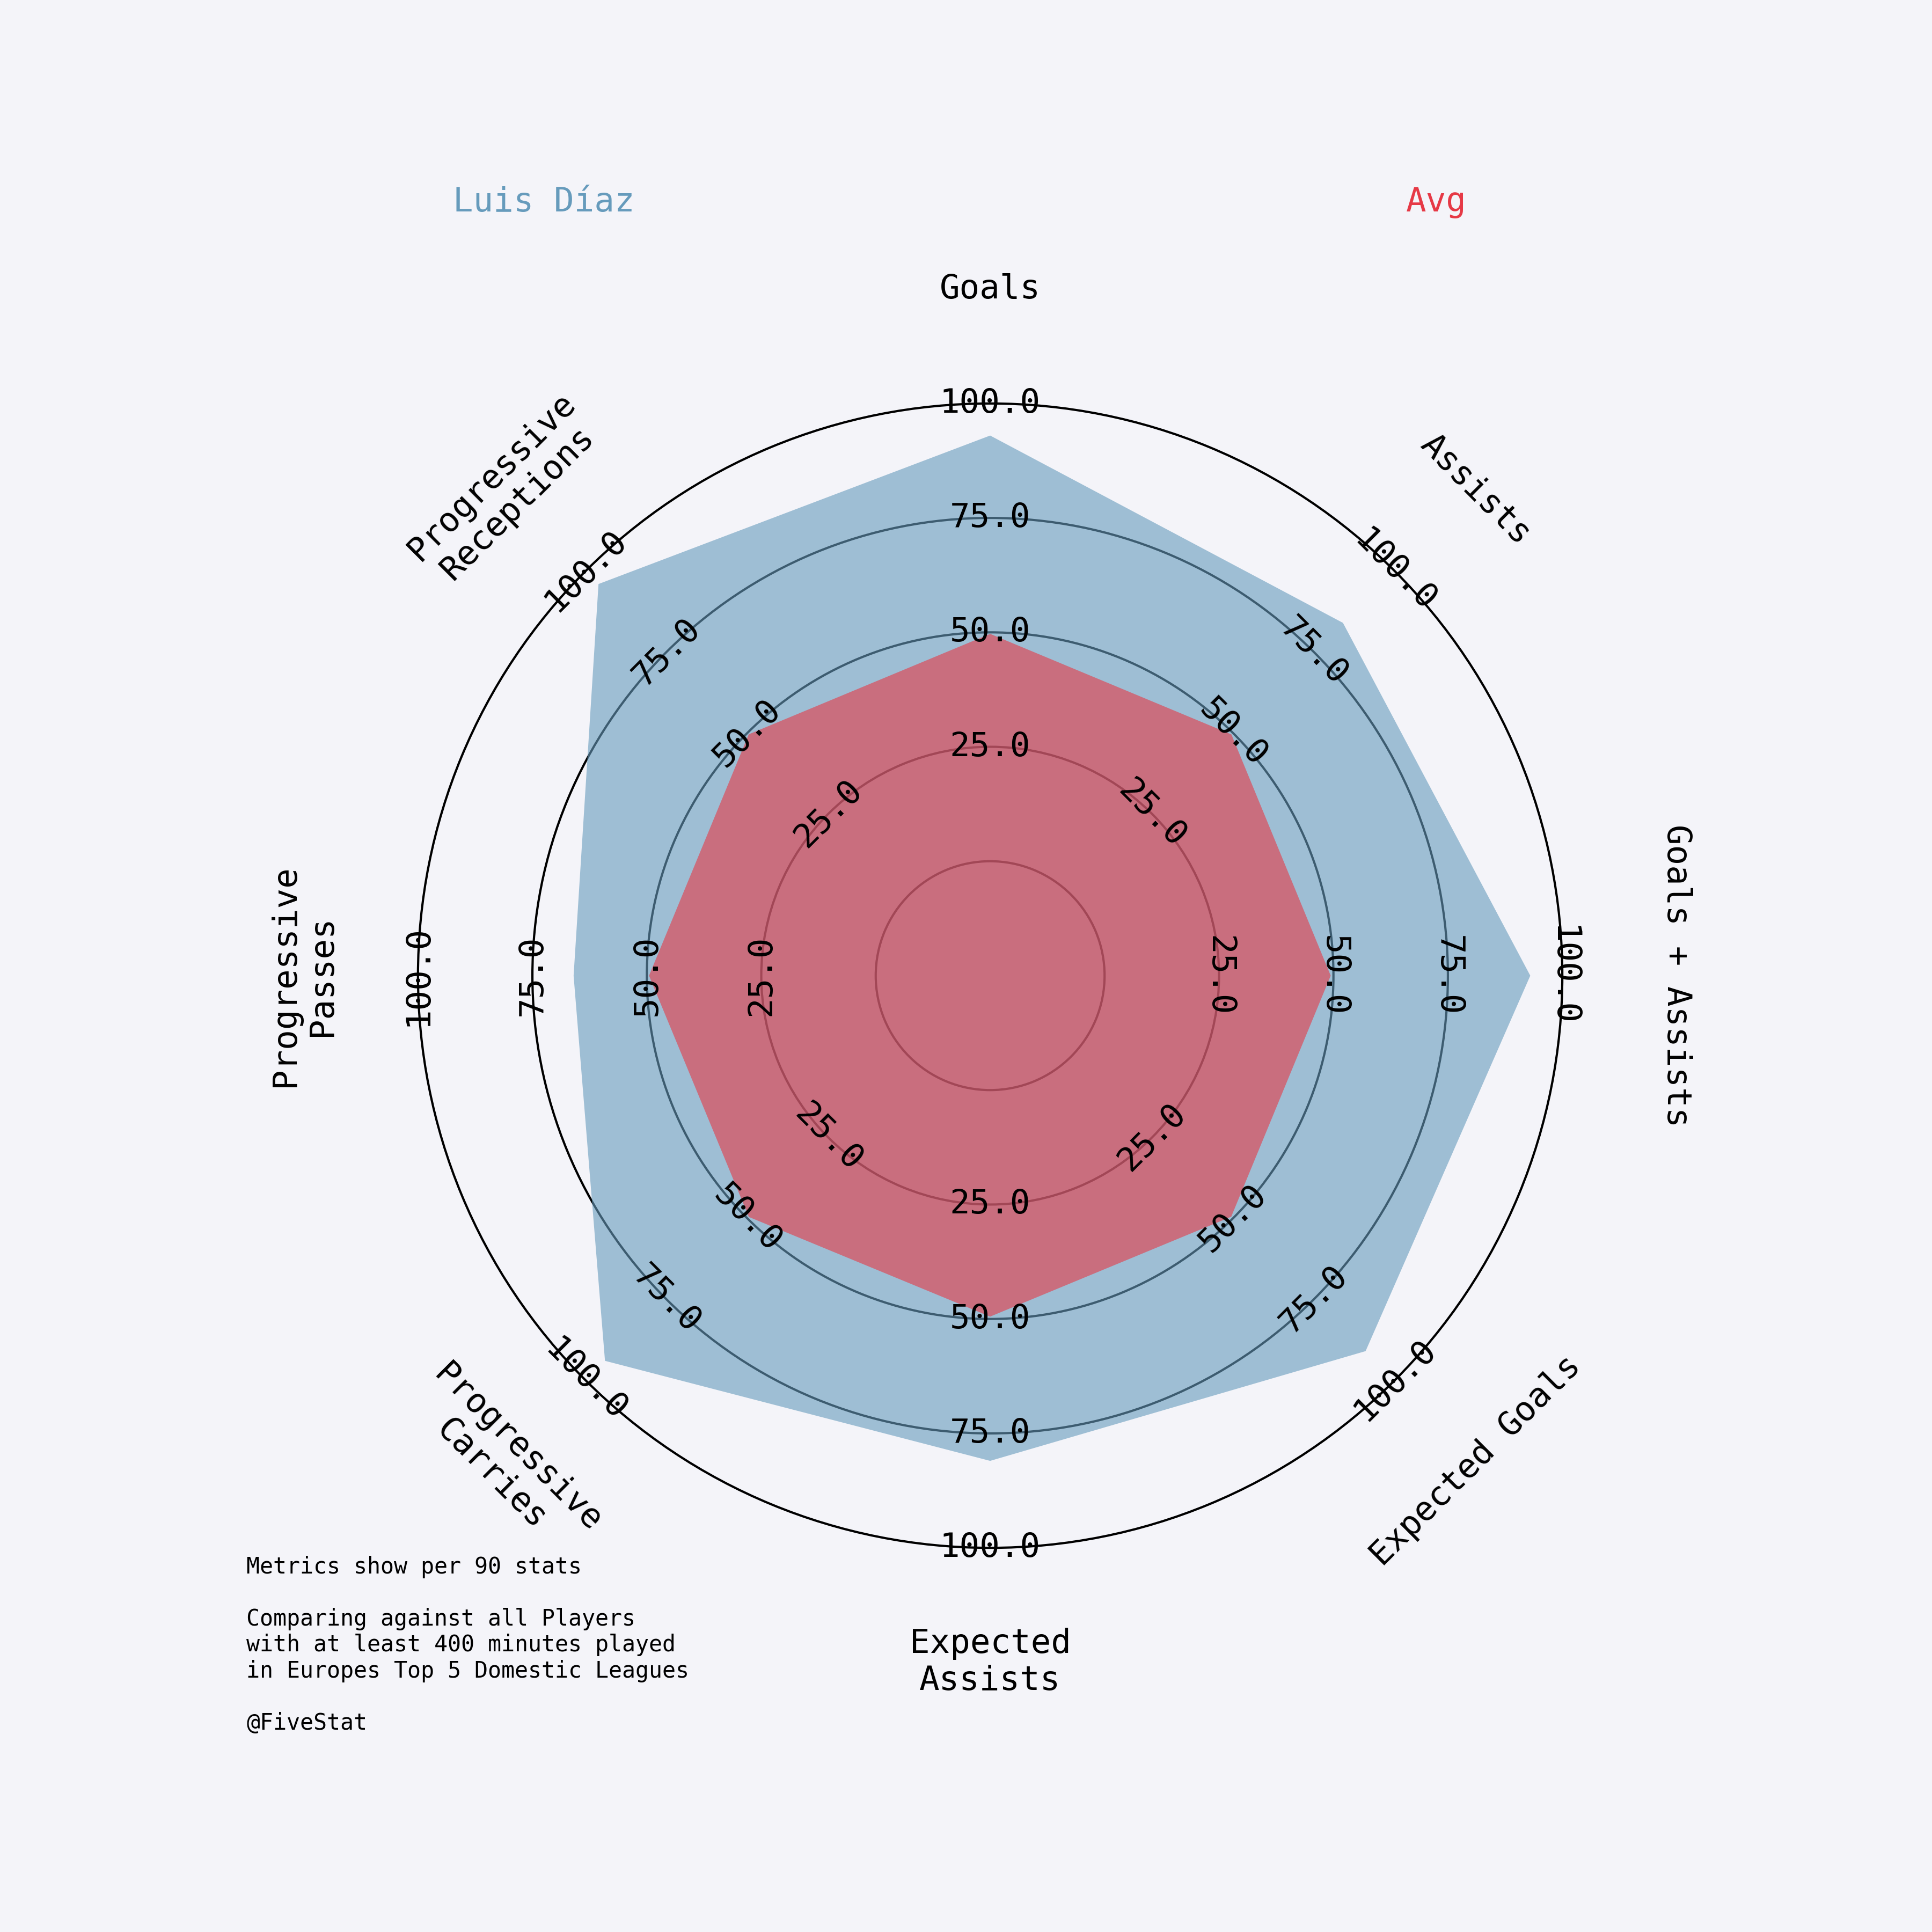 Luis Díaz
Avg
Goals
Assists
Goals + Assists
Expected Goals
Expected
Assists
Progressive
Carries
Progressive
Passes
Progressive
Receptions
100.0
75.0
50.0
25.0
100.0
75.0
50.0
25.0
100.0
75.0
50.0
25.0
100.0
75.0
50.0
25.0
25.0
50.0
75.0
100.0
100.0
75.0
50.0
25.0
100.0
75.0
50.0
25.0
100.0
75.0
50.0
25.0
Metrics show per 90 stats
Comparing against all Players
with at least 400 minutes played
in Europes Top 5 Domestic Leagues
@FiveStat